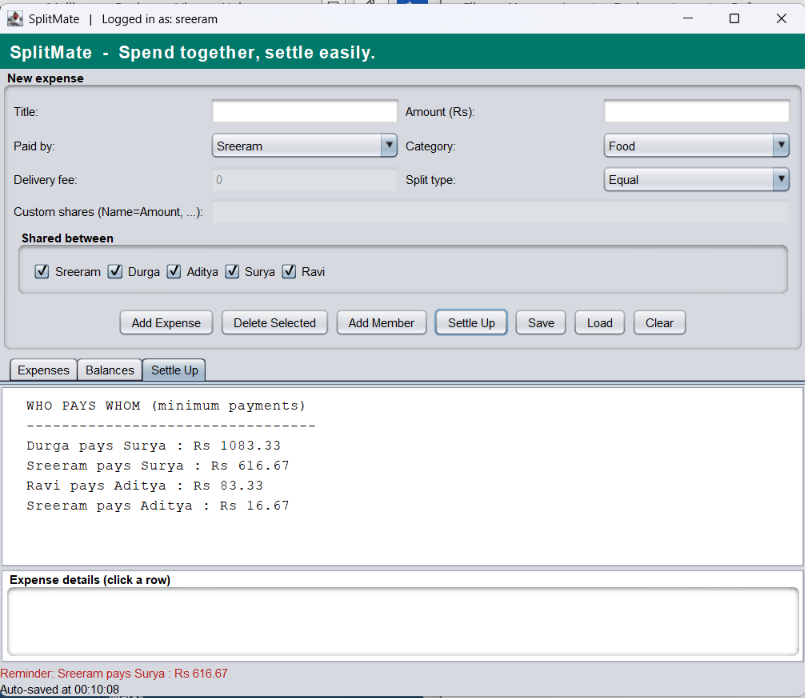 SplitMate | Logged in as: sreeram
SplitMate - Spend together, settle easily.
New expense
Title: Amount (Rs):
Paid by: Sreeram Category: Food
Delivery fee: 0 Split type: Equal
Custom shares (Name=Amount, ...):
Shared between
Sreeram Durga Aditya Surya Ravi
Add Expense Delete Selected Add Member Settle Up Save Load Clear
Expenses Balances Settle Up
WHO PAYS WHOM (minimum payments)
---------------------------------
Durga pays Surya : Rs 1083.33
Sreeram pays Surya : Rs 616.67
Ravi pays Aditya : Rs 83.33
Sreeram pays Aditya : Rs 16.67
Expense details (click a row)
Reminder: Sreeram pays Surya : Rs 616.67
Auto-saved at 00:10:08